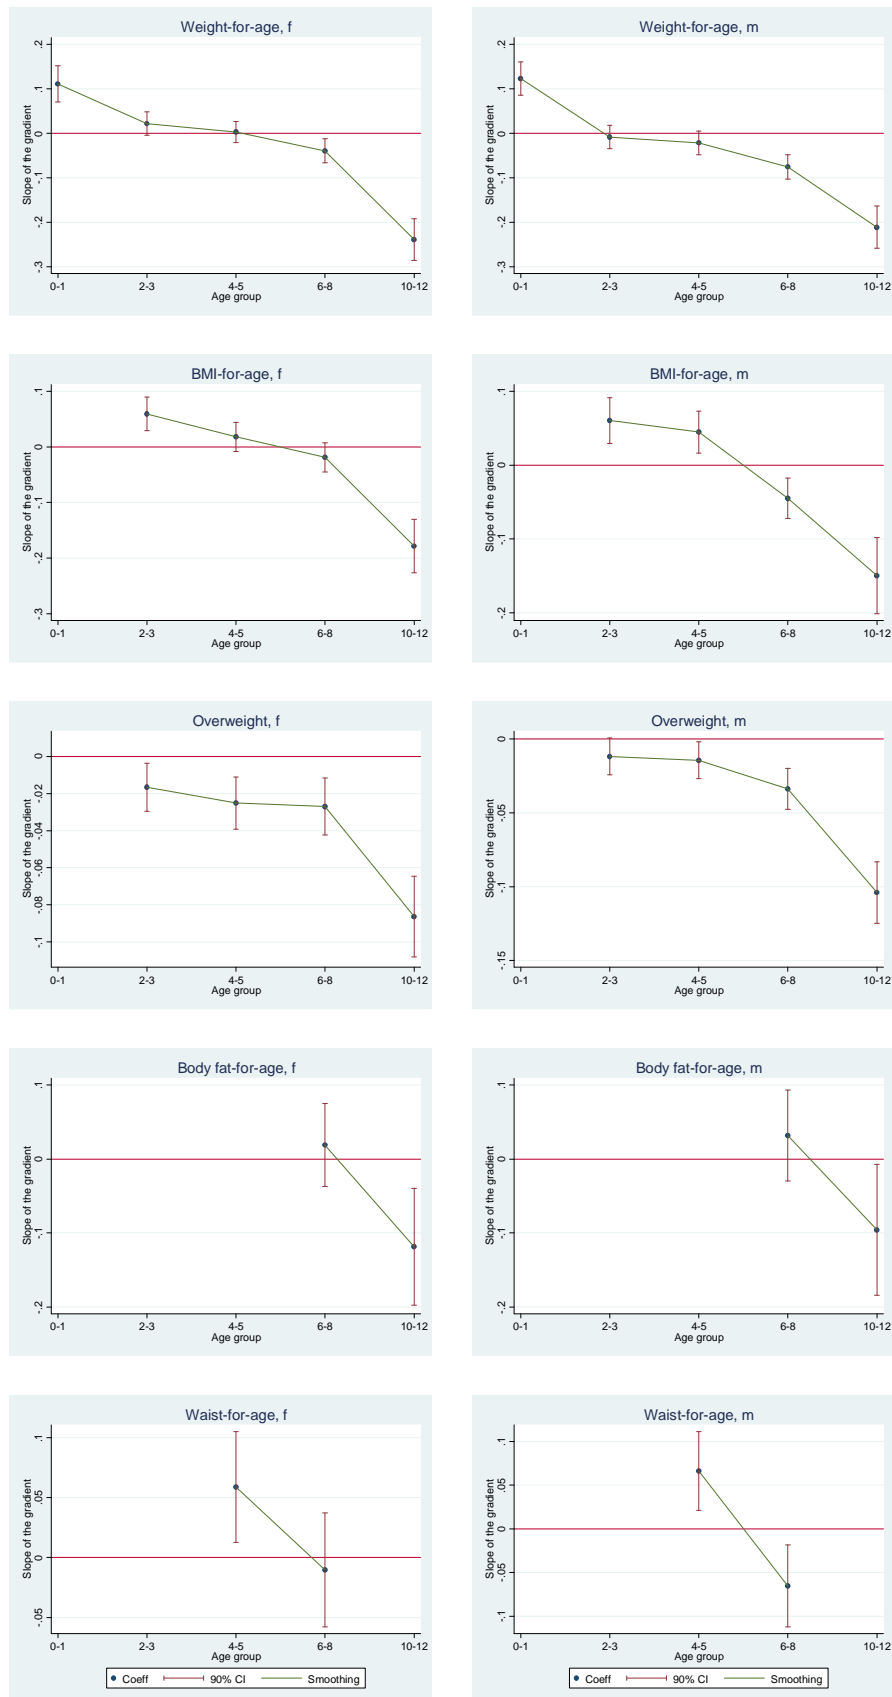 Weight-for-age, f
Slope of the gradient
.2
.1
0
-.1
-.2
-.3
0-1 2-3 4-5 6-8 10-12
Age group
Weight-for-age, m
Slope of the gradient
.2
.1
0
-.1
-.2
-.3
0-1 2-3 4-5 6-8 10-12
Age group
BMI-for-age, f
Slope of the gradient
.1
0
-.1
-.2
-.3
0-1 2-3 4-5 6-8 10-12
Age group
BMI-for-age, m
Slope of the gradient
.1
0
-.1
-.2
0-1 2-3 4-5 6-8 10-12
Age group
Overweight, f
Slope of the gradient
0
-.02
-.04
-.06
-.08
-.1
0-1 2-3 4-5 6-8 10-12
Age group
Overweight, m
Slope of the gradient
0
-.05
-.1
-.15
0-1 2-3 4-5 6-8 10-12
Age group
Body fat-for-age, f
Slope of the gradient
.1
0
-.1
-.2
0-1 2-3 4-5 6-8 10-12
Age group
Body fat-for-age, m
Slope of the gradient
.1
0
-.1
-.2
0-1 2-3 4-5 6-8 10-12
Age group
Waist-for-age, f
Slope of the gradient
.1
.05
0
-.05
0-1 2-3 4-5 6-8 10-12
Age group
Coeff 90% CI Smoothing
Waist-for-age, m
Slope of the gradient
.1
.05
0
-.05
-.1
0-1 2-3 4-5 6-8 10-12
Age group
Coeff 90% CI Smoothing